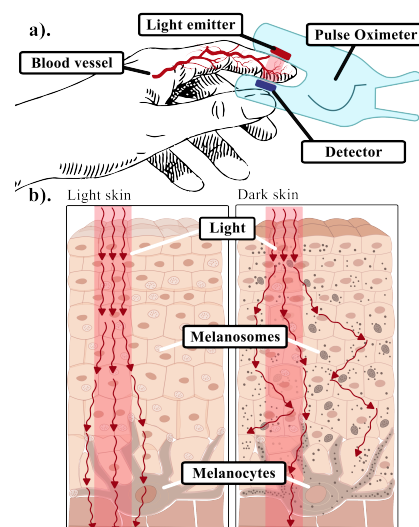 a).
Light emitter
Pulse Oximeter
Blood vessel
Detector
b).
Light skin
Dark skin
Light
Melanosomes
Melanocytes